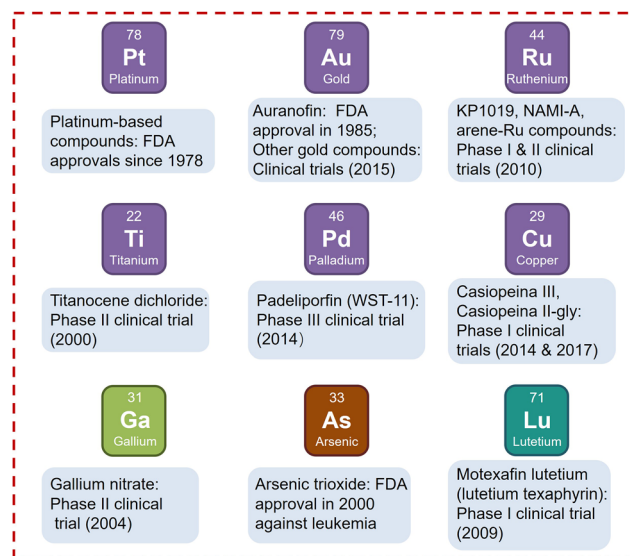 78
Pt
Platinum
Platinum-based
compounds: FDA
approvals since 1978
79
Au
Gold
Auranofin: FDA
approval in 1985;
Other gold compounds:
Clinical trials (2015)
44
Ru
Ruthenium
KP1019, NAMI-A,
arene-Ru compounds:
Phase I & II clinical
trials (2010)
22
Ti
Titanium
Titanocene dichloride:
Phase II clinical trial
(2000)
46
Pd
Palladium
Padeliporfin (WST-11):
Phase III clinical trial
(2014)
29
Cu
Copper
Casiopeina III,
Casiopeina II-gly:
Phase I clinical
trials (2014 & 2017)
31
Ga
Gallium
Gallium nitrate:
Phase II clinical
trial (2004)
33
As
Arsenic
Arsenic trioxide: FDA
approval in 2000
against leukemia
71
Lu
Lutetium
Motexafin lutetium
(lutetium texaphyrin):
Phase I clinical trial
(2009)